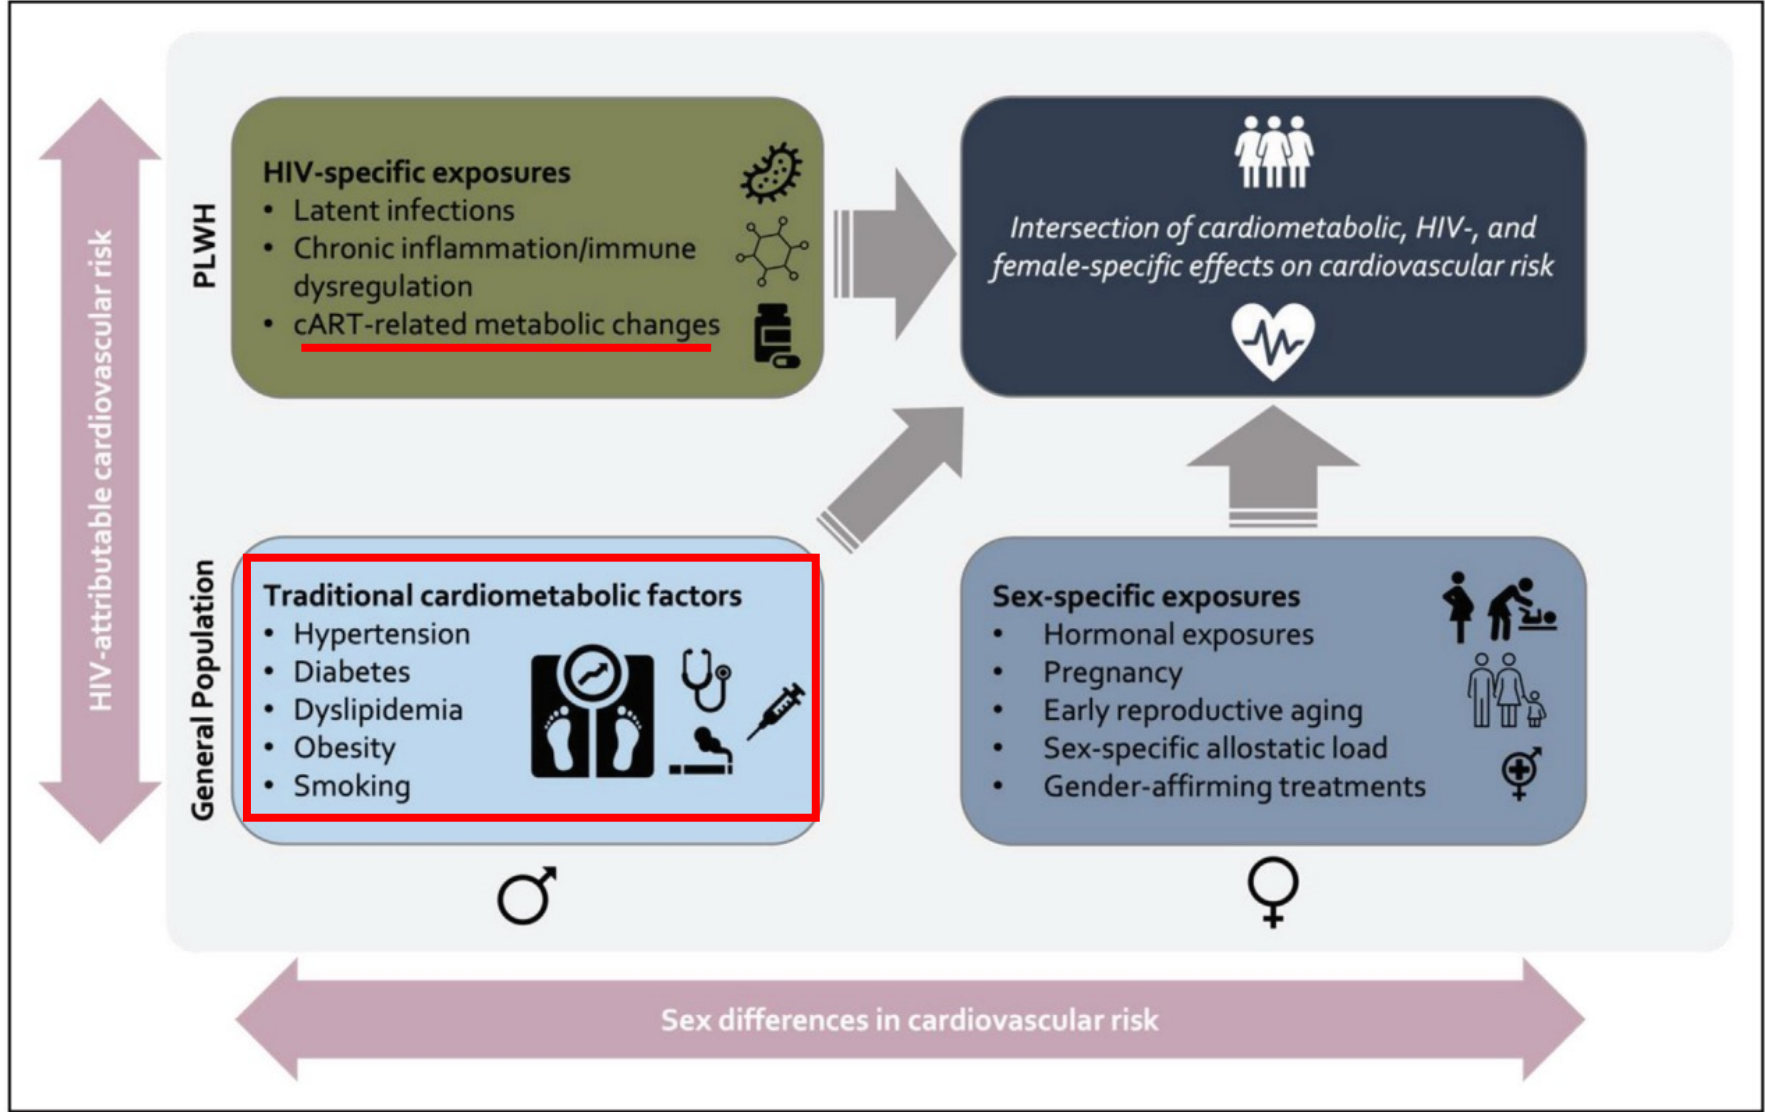 HIV-attributable cardiovascular risk
PLWH
HIV-specific exposures
• Latent infections
• Chronic inflammation/immune
dysregulation
• cART-related metabolic changes
Intersection of cardiometabolic, HIV-, and
female-specific effects on cardiovascular risk
General Population
Traditional cardiometabolic factors
• Hypertension
• Diabetes
• Dyslipidemia
• Obesity
• Smoking
Sex-specific exposures
• Hormonal exposures
• Pregnancy
• Early reproductive aging
• Sex-specific allostatic load
• Gender-affirming treatments
Sex differences in cardiovascular risk